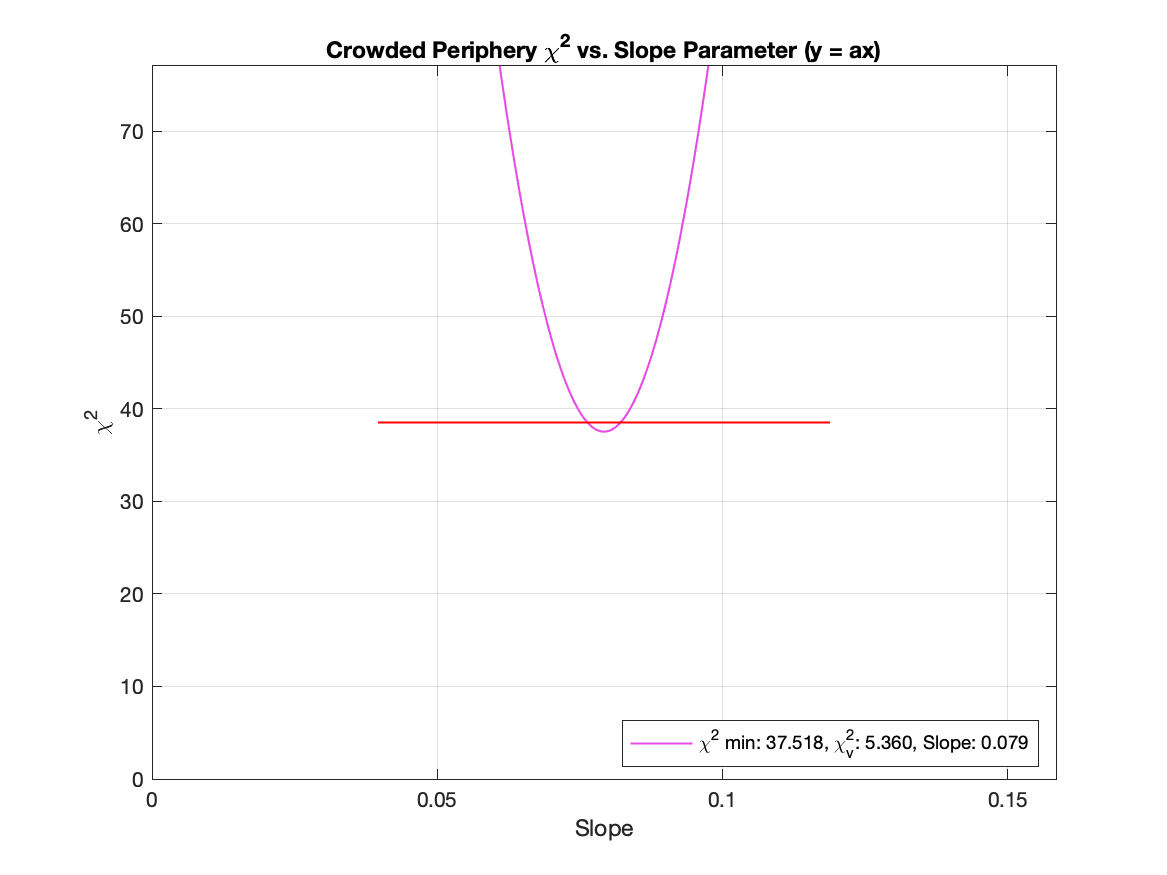 Crowded Periphery χ² vs. Slope Parameter (y = ax)
70
60
50
40
30
20
10
0
χ²
0 0.05 0.1 0.15
Slope
χ² min: 37.518, χ²ᵥ: 5.360, Slope: 0.079